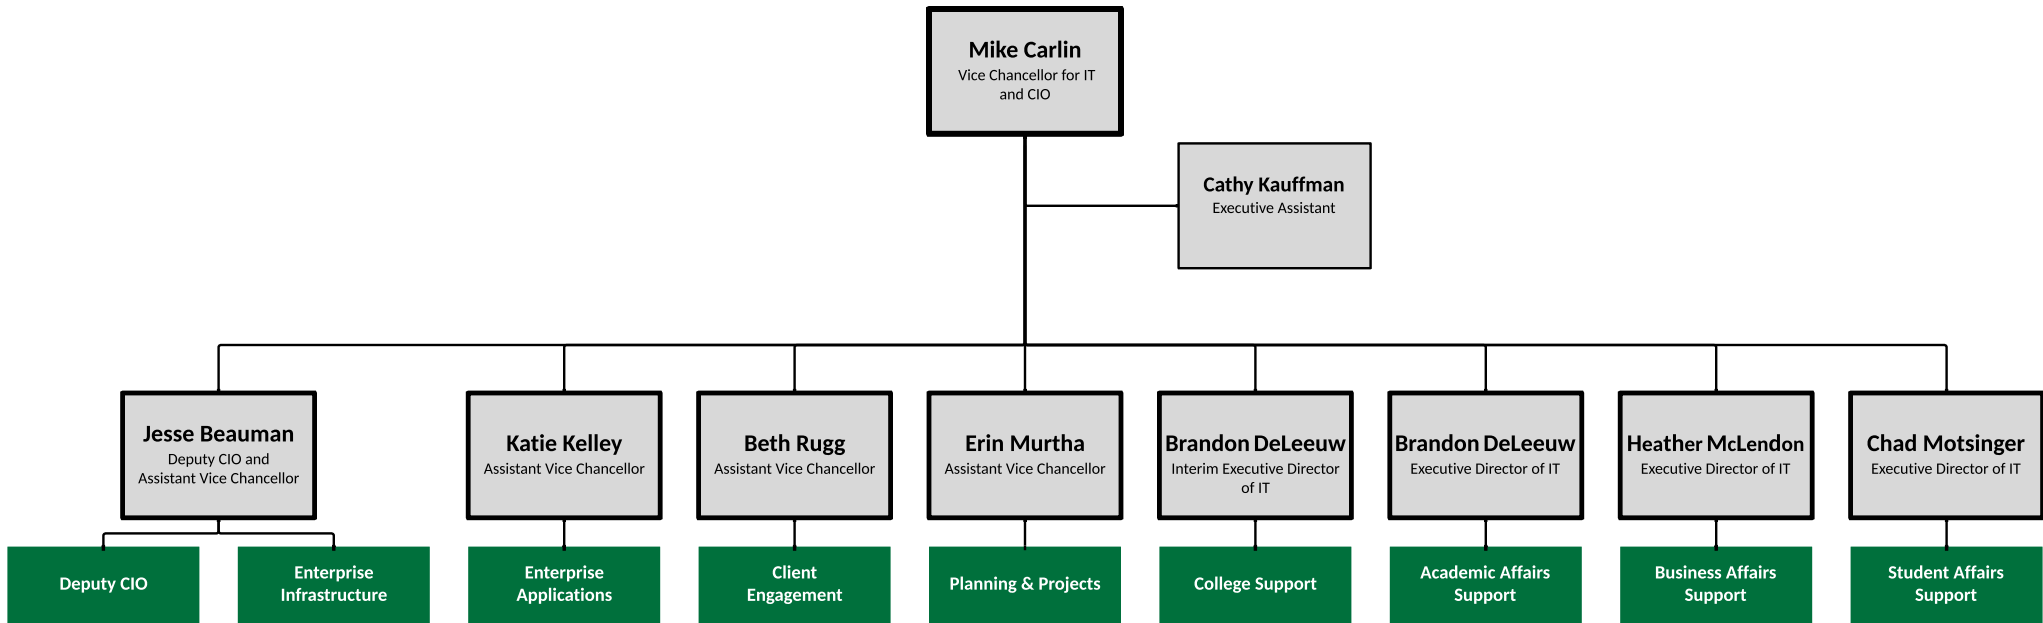 Mike Carlin
Vice Chancellor for IT
and CIO
Cathy Kauffman
Executive Assistant
Jesse Beauman
Deputy CIO and
Assistant Vice Chancellor
Katie Kelley
Assistant Vice Chancellor
Beth Rugg
Assistant Vice Chancellor
Erin Murtha
Assistant Vice Chancellor
Brandon DeLeeuw
Interim Executive Director
of IT
Brandon DeLeeuw
Executive Director of IT
Heather McLendon
Executive Director of IT
Chad Motsinger
Executive Director of IT
Deputy CIO
Enterprise
Infrastructure
Enterprise
Applications
Client
Engagement
Planning & Projects
College Support
Academic Affairs
Support
Business Affairs
Support
Student Affairs
Support